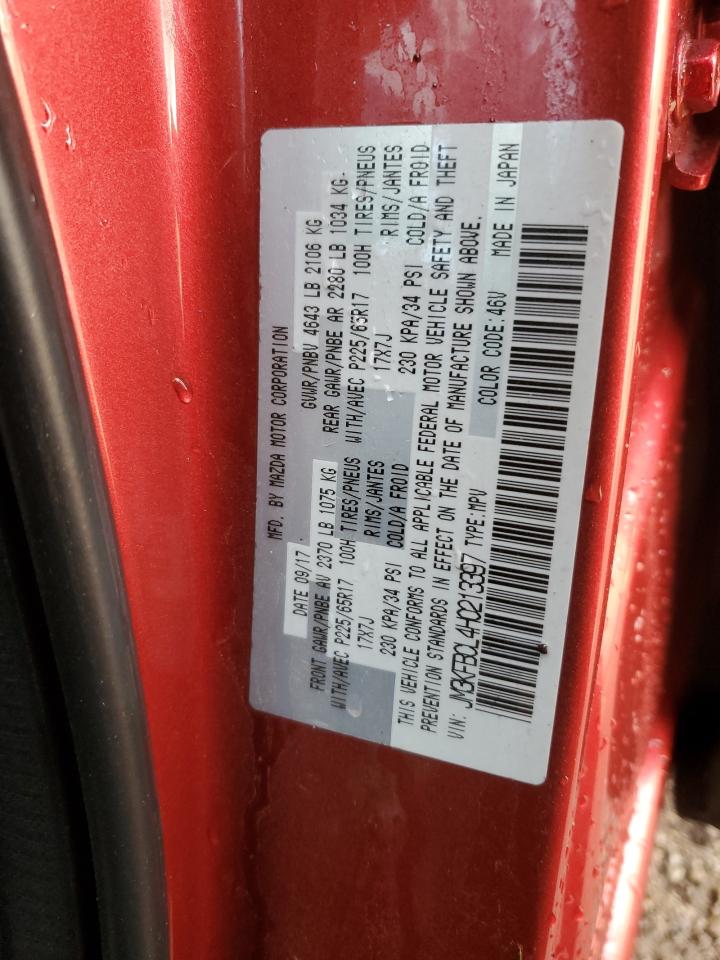 MFD. BY MAZDA MOTOR CORPORATION
DATE 09/17 GVWR/PNBV 4643 LB 2106 KG
FRONT GAWR/PNBE AV 2370 LB 1075 KG REAR GAWR/PNBE AR 2280 LB 1034 KG
WITH/AVEC P225/65R17 100H TIRES/PNEUS WITH/AVEC P225/65R17 100H TIRES/PNEUS
17X7J RIMS/JANTES 17X7J RIMS/JANTES
230 KPA/34 PSI COLD/A FROID 230 KPA/34 PSI COLD/A FROID
THIS VEHICLE CONFORMS TO ALL APPLICABLE FEDERAL MOTOR VEHICLE SAFETY AND THEFT
PREVENTION STANDARDS IN EFFECT ON THE DATE OF MANUFACTURE SHOWN ABOVE.
VIN: JM3KFBCL4H0213397 TYPE:MPV COLOR CODE:46V MADE IN JAPAN